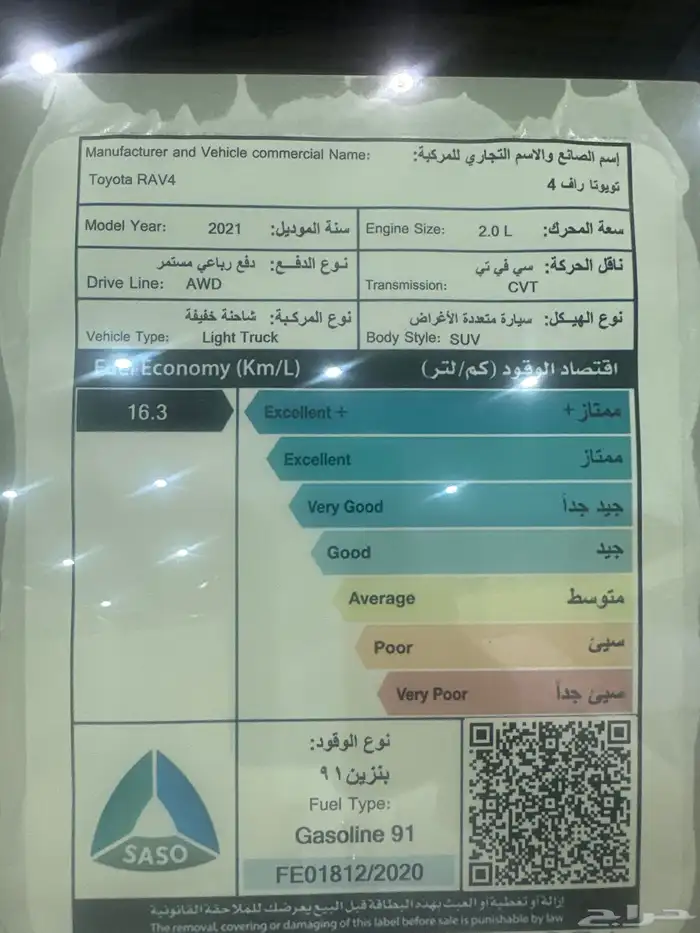 Manufacturer and Vehicle commercial Name: إسم الصانع والاسم التجاري للمركبة:
Toyota RAV4 تويوتا راف 4
Model Year: 2021 سنة الموديل:
Engine Size: 2.0 L سعة المحرك:
نوع الدفع: دفع رباعي مستمر
Drive Line: AWD
ناقل الحركة: سي في تي
Transmission: CVT
نوع المركبة: شاحنة خفيفة
Vehicle Type: Light Truck
نوع الهيكل: سيارة متعددة الأغراض
Body Style: SUV
Fuel Economy (Km/L) اقتصاد الوقود (كم/لتر)
16.3
Excellent + ممتاز +
Excellent ممتاز
Very Good جيد جداً
Good جيد
Average متوسط
Poor سيئ
Very Poor سيئ جداً
SASO
نوع الوقود:
بنزين ٩١
Fuel Type:
Gasoline 91
FE01812/2020
إزالة أو تغطية أو العبث بهذه البطاقة قبل البيع يعرضك للملاحقة القانونية
The removal, covering or damaging of this label before sale is punishable by law
حراج